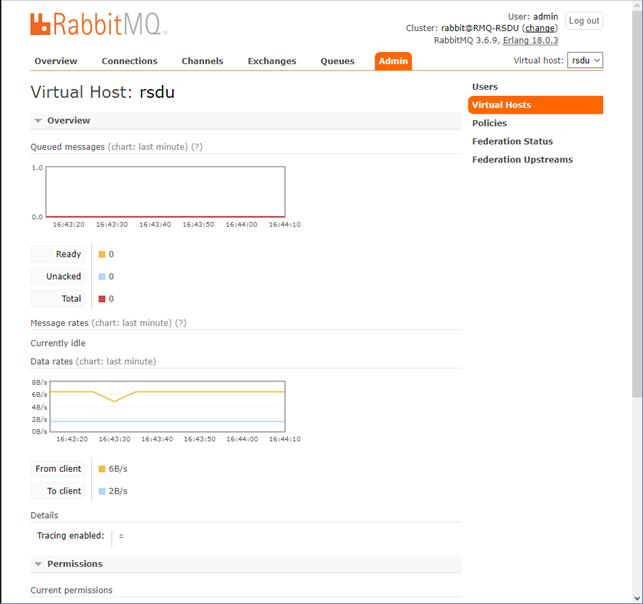 RabbitMQ™
User: admin
Log out
Cluster: rabbit@RMQ-RSDU (change)
RabbitMQ 3.6.9, Erlang 18.0.3
Overview Connections Channels Exchanges Queues Admin Virtual host: rsdu
Virtual Host: rsdu
Users
Virtual Hosts
Policies
Federation Status
Federation Upstreams
Overview
Queued messages (chart: last minute) (?)
1.0
0.0
16:43:20 16:43:30 16:43:40 16:43:50 16:44:00 16:44:10
Ready 0
Unacked 0
Total 0
Message rates (chart: last minute) (?)
Currently idle
Data rates (chart: last minute)
8B/s
6B/s
4B/s
2B/s
0B/s
16:43:20 16:43:30 16:43:40 16:43:50 16:44:00 16:44:10
From client 6B/s
To client 2B/s
Details
Tracing enabled: ○
Permissions
Current permissions